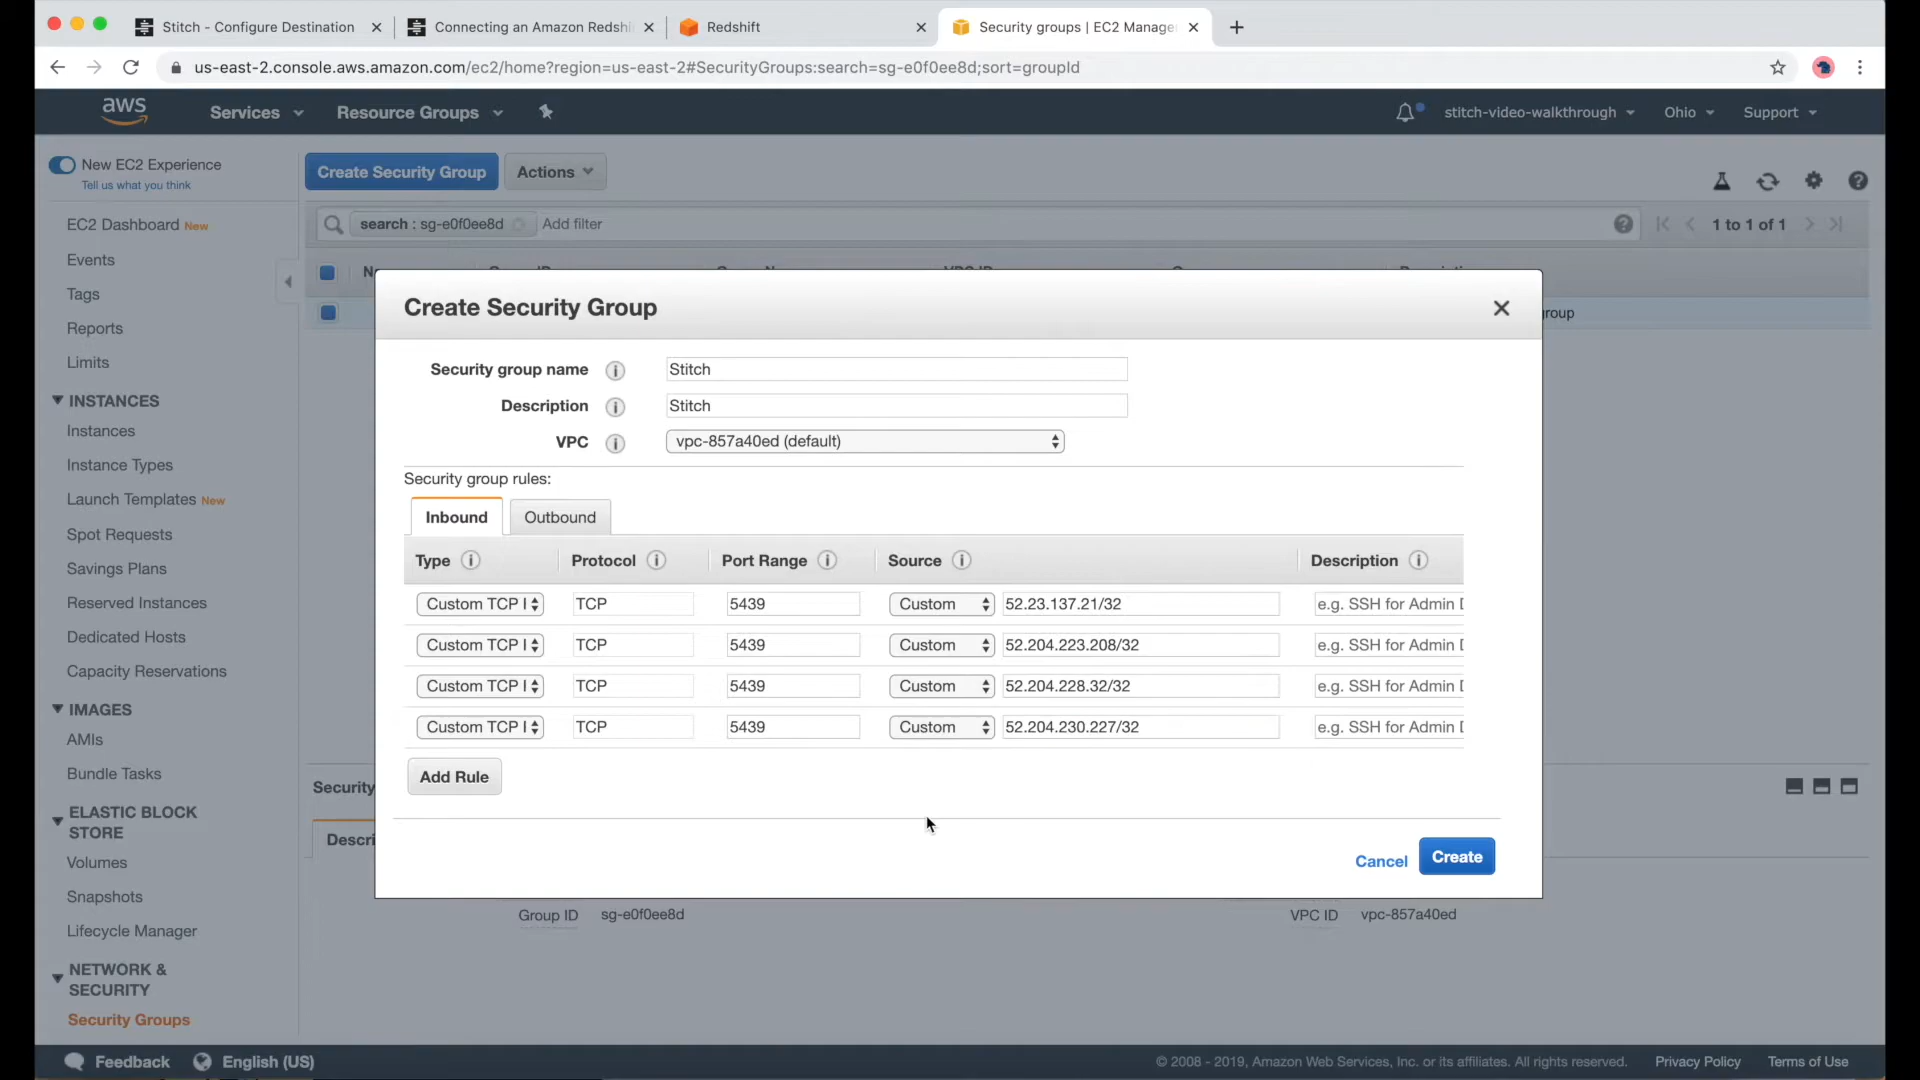 Stitch - Configure Destination
Connecting an Amazon Redshi
Redshift
Security groups | EC2 Manage
us-east-2.console.aws.amazon.com/ec2/home?region=us-east-2#SecurityGroups:search=sg-e0f0ee8d;sort=groupId
aws
Services
Resource Groups
stitch-video-walkthrough
Ohio
Support
New EC2 Experience
Tell us what you think
Create Security Group
Actions
search : sg-e0f0ee8d
Add filter
1 to 1 of 1
EC2 Dashboard New
Events
Tags
Reports
Limits
INSTANCES
Instances
Instance Types
Launch Templates New
Spot Requests
Savings Plans
Reserved Instances
Dedicated Hosts
Capacity Reservations
IMAGES
AMIs
Bundle Tasks
ELASTIC BLOCK
STORE
Volumes
Snapshots
Lifecycle Manager
NETWORK &
SECURITY
Security Groups
Create Security Group
Security group name
Stitch
Description
Stitch
VPC
vpc-857a40ed (default)
Security group rules:
Inbound
Outbound
Type Protocol Port Range Source Description
Custom TCP TCP 5439 Custom 52.23.137.21/32 e.g. SSH for Admin D
Custom TCP TCP 5439 Custom 52.204.223.208/32 e.g. SSH for Admin D
Custom TCP TCP 5439 Custom 52.204.228.32/32 e.g. SSH for Admin D
Custom TCP TCP 5439 Custom 52.204.230.227/32 e.g. SSH for Admin D
Add Rule
Cancel
Create
group
Security
Descri
Group ID sg-e0f0ee8d
VPC ID vpc-857a40ed
Feedback
English (US)
© 2008 - 2019, Amazon Web Services, Inc. or its affiliates. All rights reserved.
Privacy Policy
Terms of Use